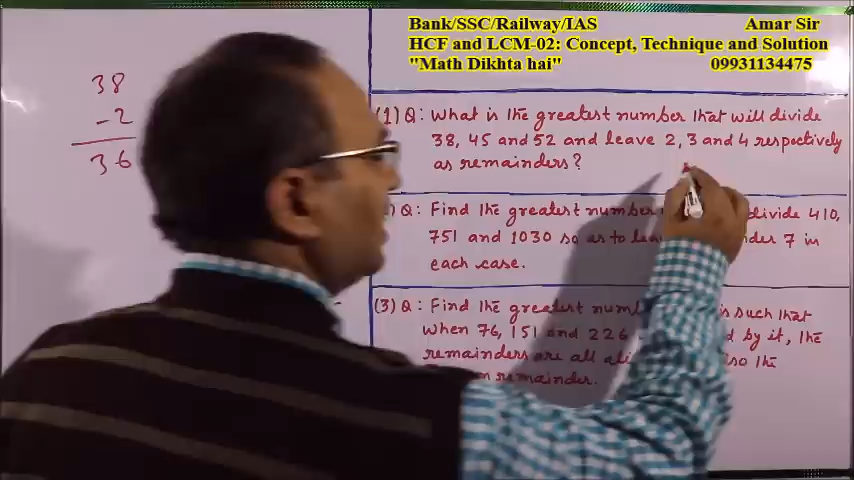 Bank/SSC/Railway/IAS Amar Sir
HCF and LCM-02: Concept, Technique and Solution
"Math Dikhta hai" 09931134475
38
-2
36
(1) Q: What is the greatest number that will divide
38, 45 and 52 and leave 2, 3 and 4 respectively
as remainders?
Q: Find the greatest number divide 410,
751 and 1030 so as to 7 in
each case.
(3) Q: Find the greatest is such that
when 76, 151 and 226 by it, the
remainders are all the
remainder.